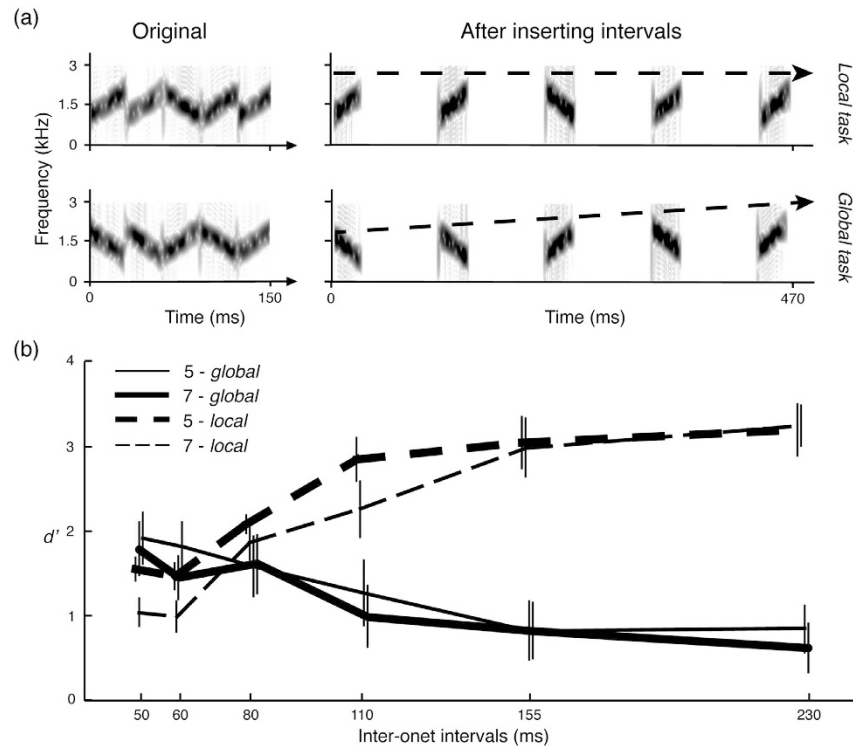 (a)
Original
After inserting intervals
3
1.5
0
3
1.5
0
Frequency (kHz)
Local task
Global task
0
150
0
470
Time (ms)
Time (ms)
(b)
5 - global
7 - global
5 - local
7 - local
4
3
2
1
0
d'
50
60
80
110
155
230
Inter-onet intervals (ms)